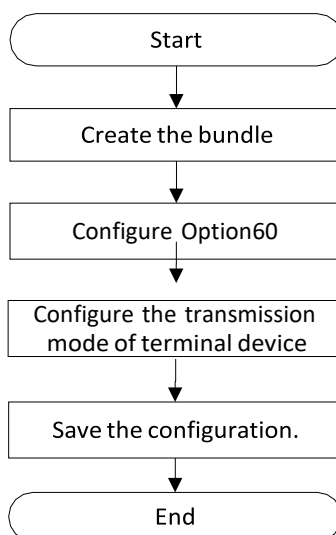 Start
Create the bundle
Configure Option60
Configure the transmission
mode of terminal device
Save the configuration.
End